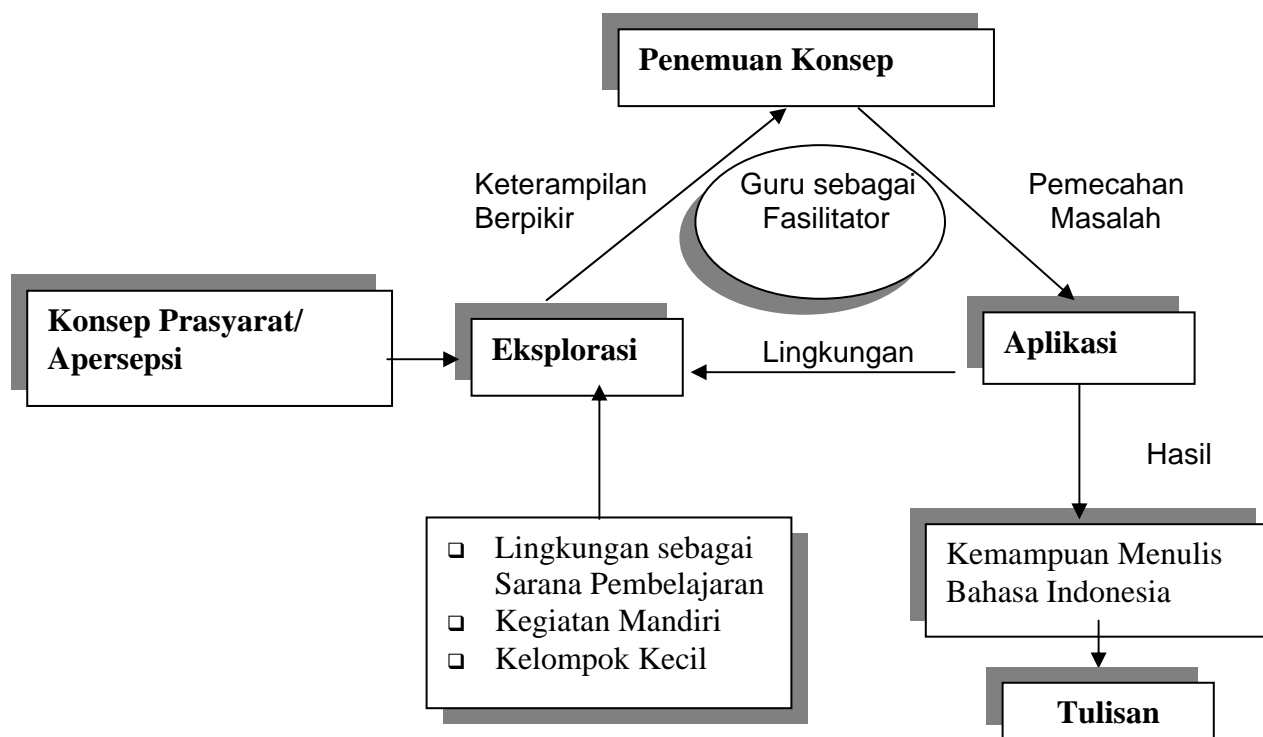 Penemuan Konsep
Keterampilan
Berpikir
Guru sebagai
Fasilitator
Pemecahan
Masalah
Konsep Prasyarat/
Apersepsi
Eksplorasi
Lingkungan
Aplikasi
Hasil
Lingkungan sebagai
Sarana Pembelajaran
Kegiatan Mandiri
Kelompok Kecil
Kemampuan Menulis
Bahasa Indonesia
Tulisan